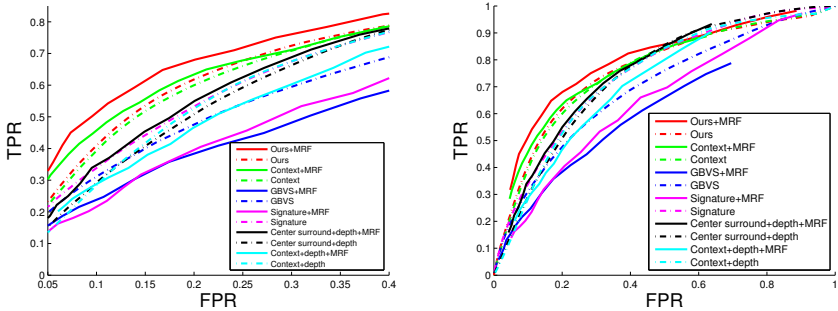 TPR
0.8
0.7
0.6
0.5
0.4
0.3
0.2
0.1
0
0.05
0.1
0.15
0.2
0.25
0.3
0.35
0.4
FPR
Ours+MRF
Ours
Context+MRF
Context
GBVS+MRF
GBVS
Signature+MRF
Signature
Center surround+depth+MRF
Center surround+depth
Context+depth+MRF
Context+depth
TPR
1
0.9
0.8
0.7
0.6
0.5
0.4
0.3
0.2
0.1
0
0
0.2
0.4
0.6
0.8
1
FPR
Ours+MRF
Ours
Context+MRF
Context
GBVS+MRF
GBVS
Signature+MRF
Signature
Center surround+depth+MRF
Center surround+depth
Context+depth+MRF
Context+depth